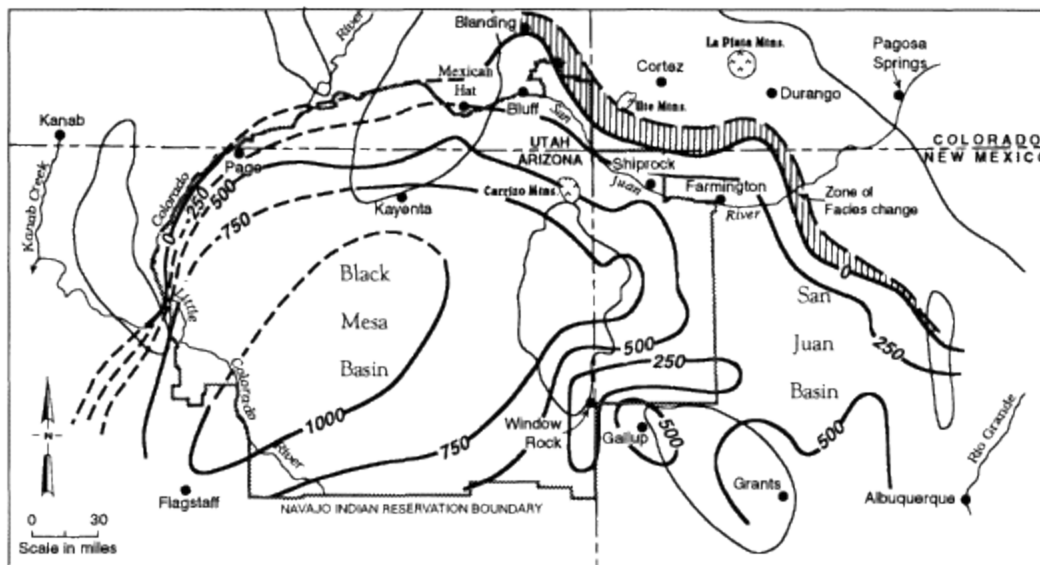 Blanding
River
La Plata Mtns.
Pagosa
Springs
Mexican
Hat
Cortez
Durango
Kanab
Bluff
San
Ute Mtns.
COLORADO
NEW MEXICO
UTAH
ARIZONA
Page
Colorado
0
250
500
750
Shiprock
Juan
Farmington
River
Zone of
Facies change
Kanab Creek
Carrizo Mtns.
Kayenta
Black
Mesa
Basin
Little
Colorado
River
0
San
Juan
Basin
250
500
250
1000
750
Window
Rock
Gallup
500
500
Rio Grande
N
Flagstaff
Grants
Albuquerque
0 30
Scale in miles
NAVAJO INDIAN RESERVATION BOUNDARY